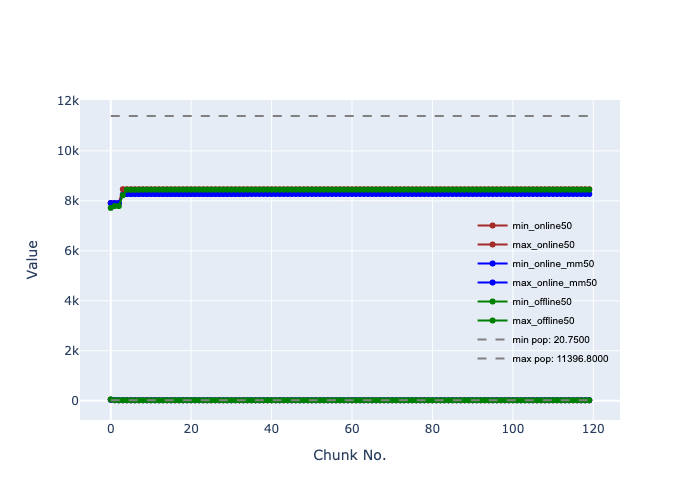 12k
10k
8k
6k
4k
2k
0
Value
min_online50
max_online50
min_online_mm50
max_online_mm50
min_offline50
max_offline50
min pop: 20.7500
max pop: 11396.8000
0 20 40 60 80 100 120
Chunk No.